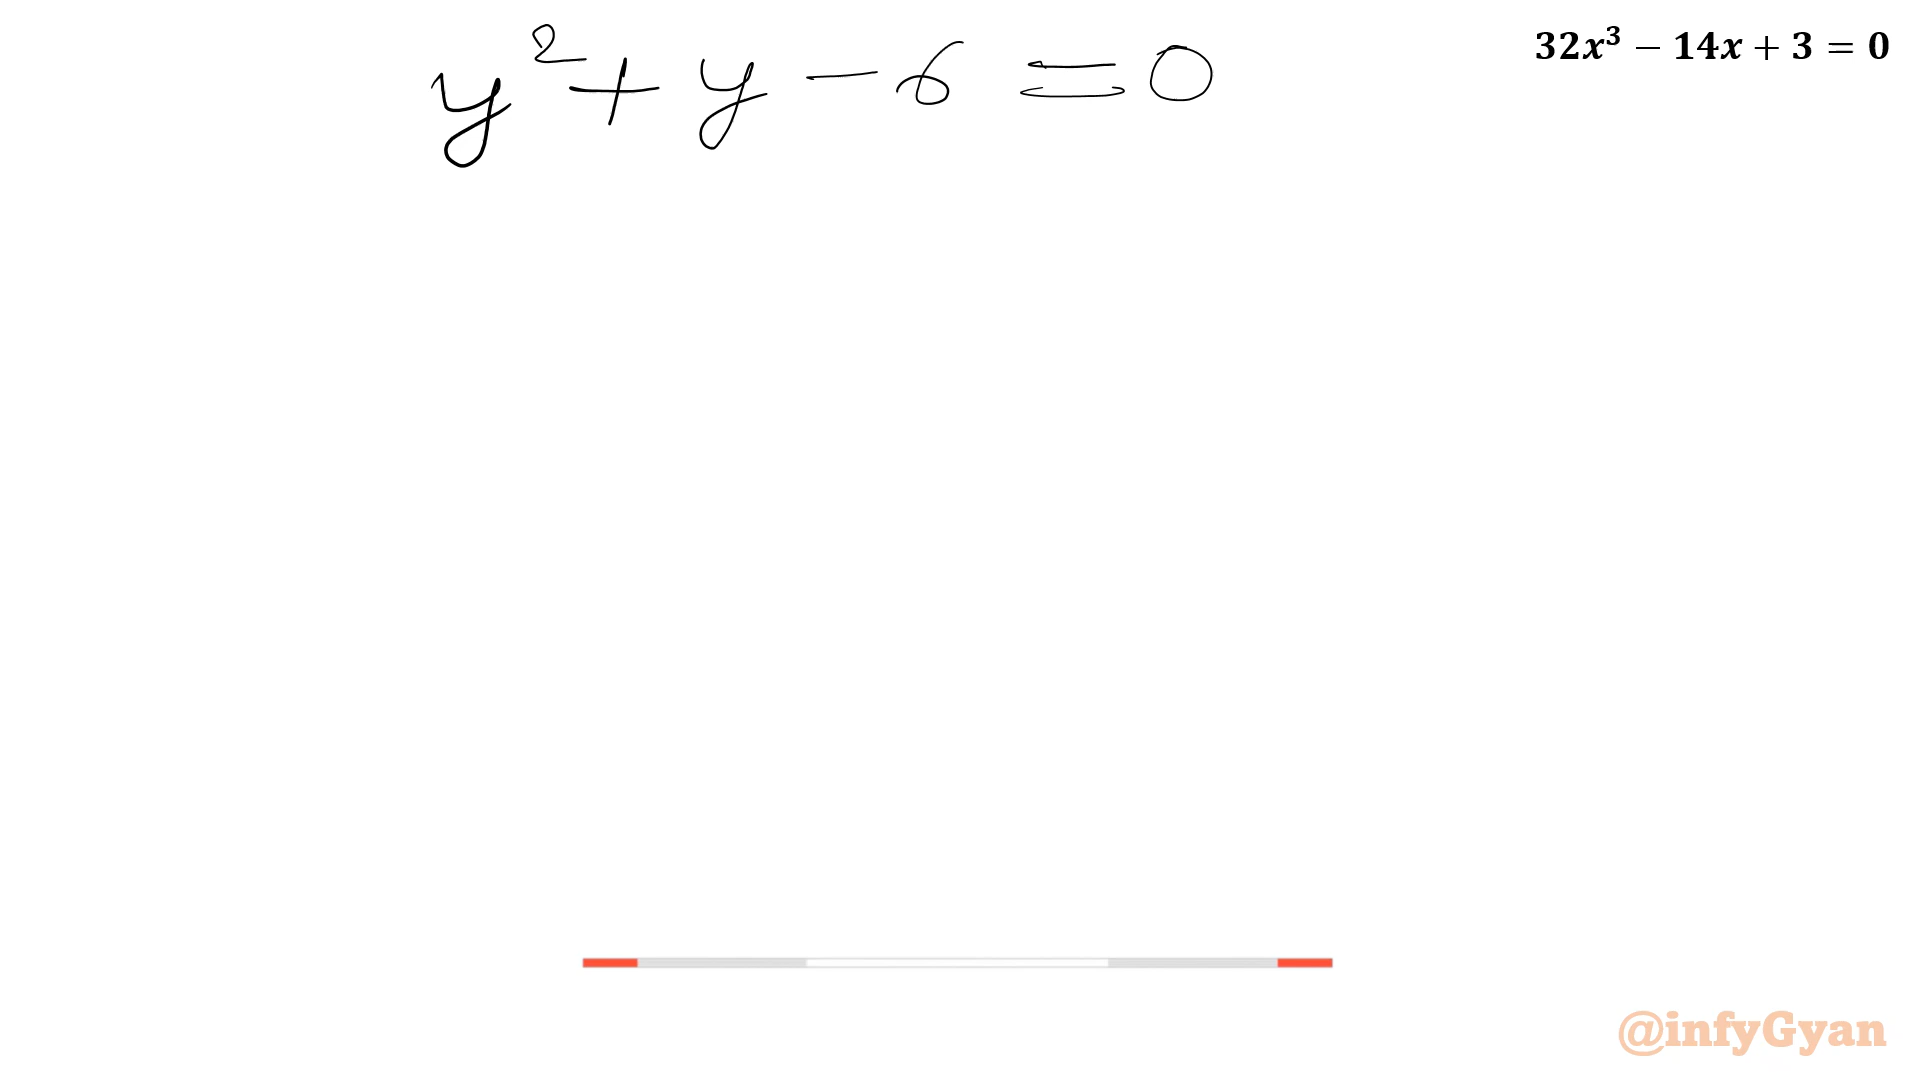 y² + y - 6 = 0
32x³ − 14x + 3 = 0
@infyGyan